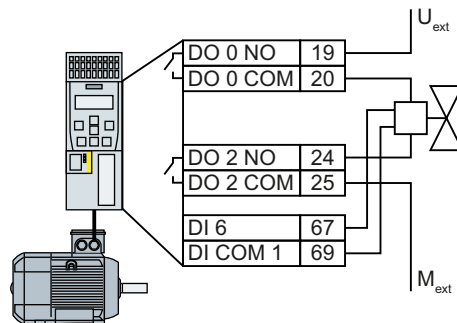 U_ext
DO 0 NO 19
DO 0 COM 20
DO 2 NO 24
DO 2 COM 25
DI 6 67
DI COM 1 69
M_ext